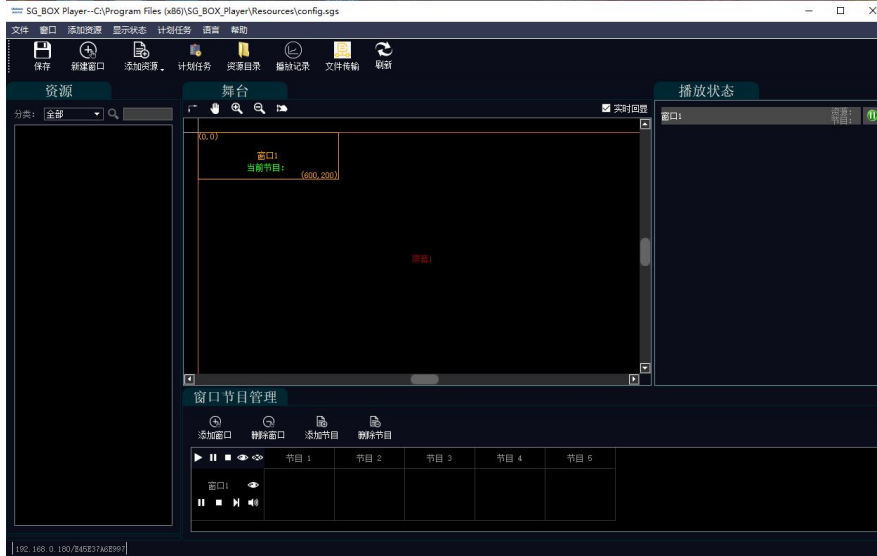 SG_BOX Player--C:\Program Files (x86)\SG_BOX_Player\Resources\config.sgs
文件 窗口 添加资源 显示状态 计划任务 语言 帮助
保存 新建窗口 添加资源 计划任务 资源目录 播放记录 文件传输 刷新
资源 舞台 播放状态
分类: 全部
实时回显
窗口1 资源: 节目:
(0,0)
窗口1
当前节目:
(600,200)
窗口节目管理
添加窗口 删除窗口 添加节目 删除节目
节目 1 节目 2 节目 3 节目 4 节目 5
窗口1
192.168.0.180/E45E37A6E997